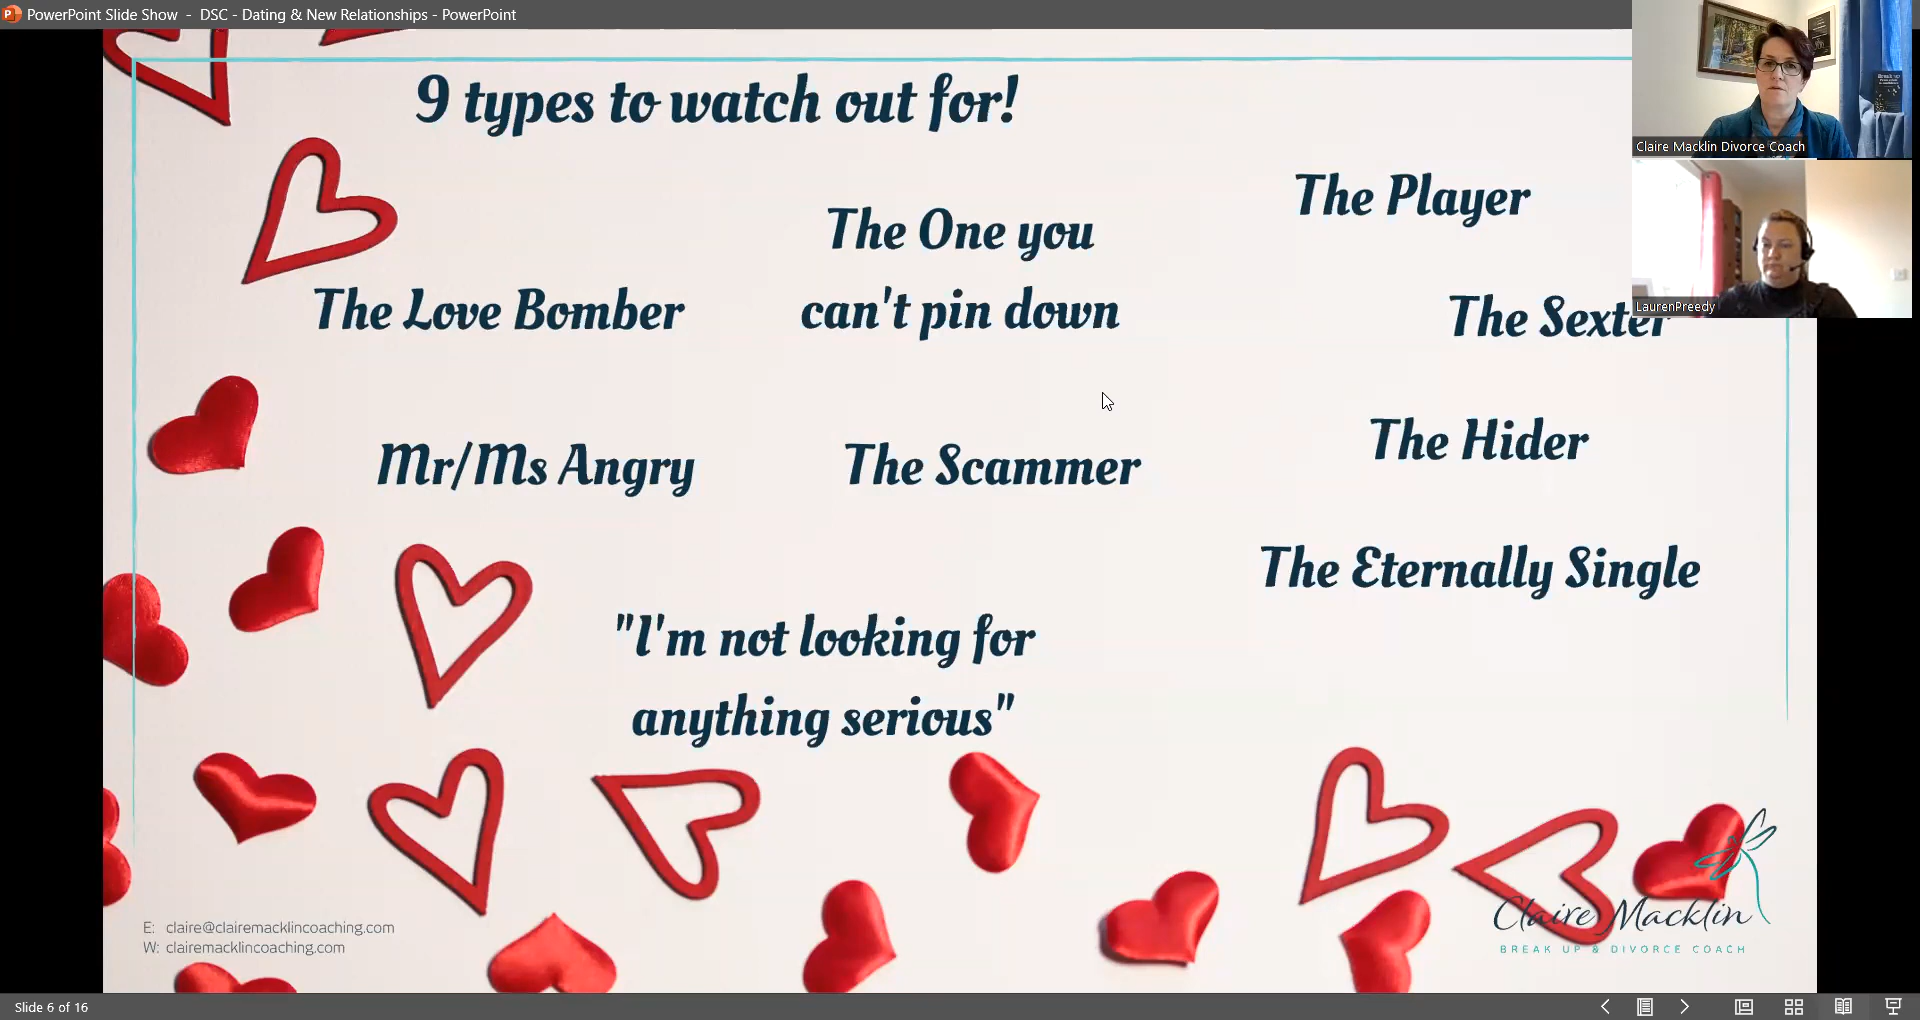 PowerPoint Slide Show - DSC - Dating & New Relationships - PowerPoint
9 types to watch out for!
Claire Macklin Divorce Coach
The Player
The One you
can't pin down
The Love Bomber
LaurenPreedy
The Sexter
Mr/Ms Angry
The Scammer
The Hider
The Eternally Single
"I'm not looking for
anything serious"
Claire Macklin
BREAK UP & DIVORCE COACH
E: claire@clairemacklincoaching.com
W: clairemacklincoaching.com
Slide 6 of 16